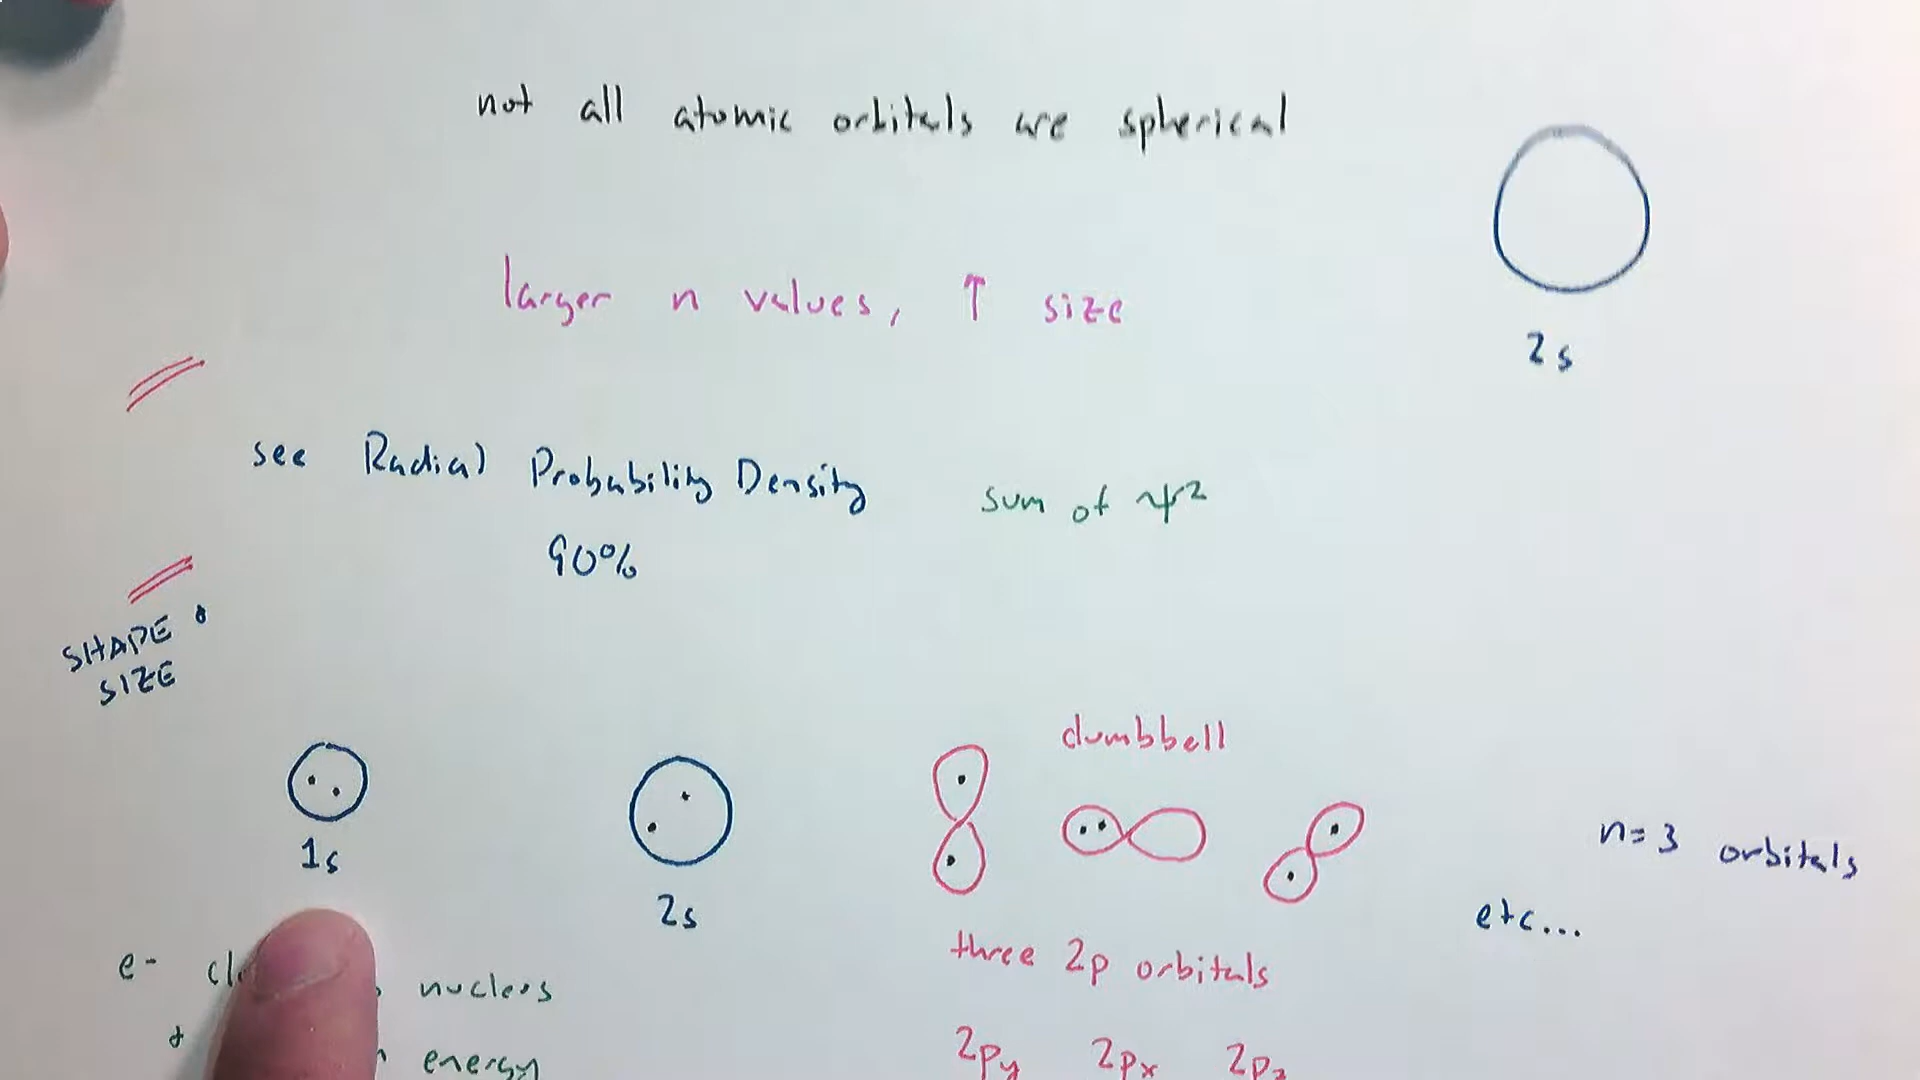 not all atomic orbitals are spherical
2s
larger n values, ↑ size
see Radial Probability Density
90%
sum of ψ²
SHAPE
SIZE
dumbbell
1s
2s
n=3 orbitals
etc...
three 2p orbitals
2py 2px 2pz
e- nucleus
energy